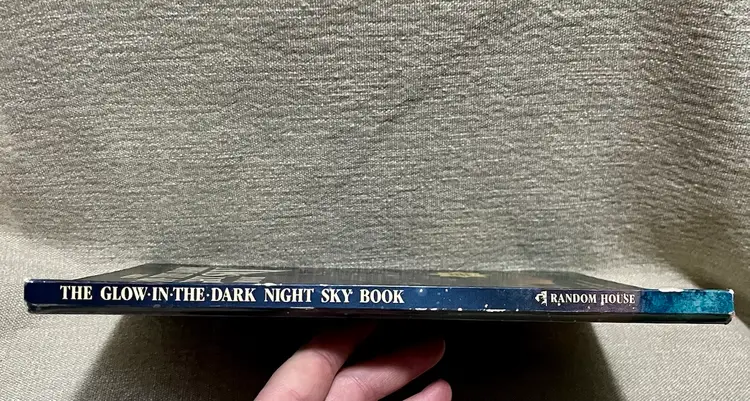 THE GLOW·IN·THE·DARK NIGHT SKY BOOK
RANDOM HOUSE